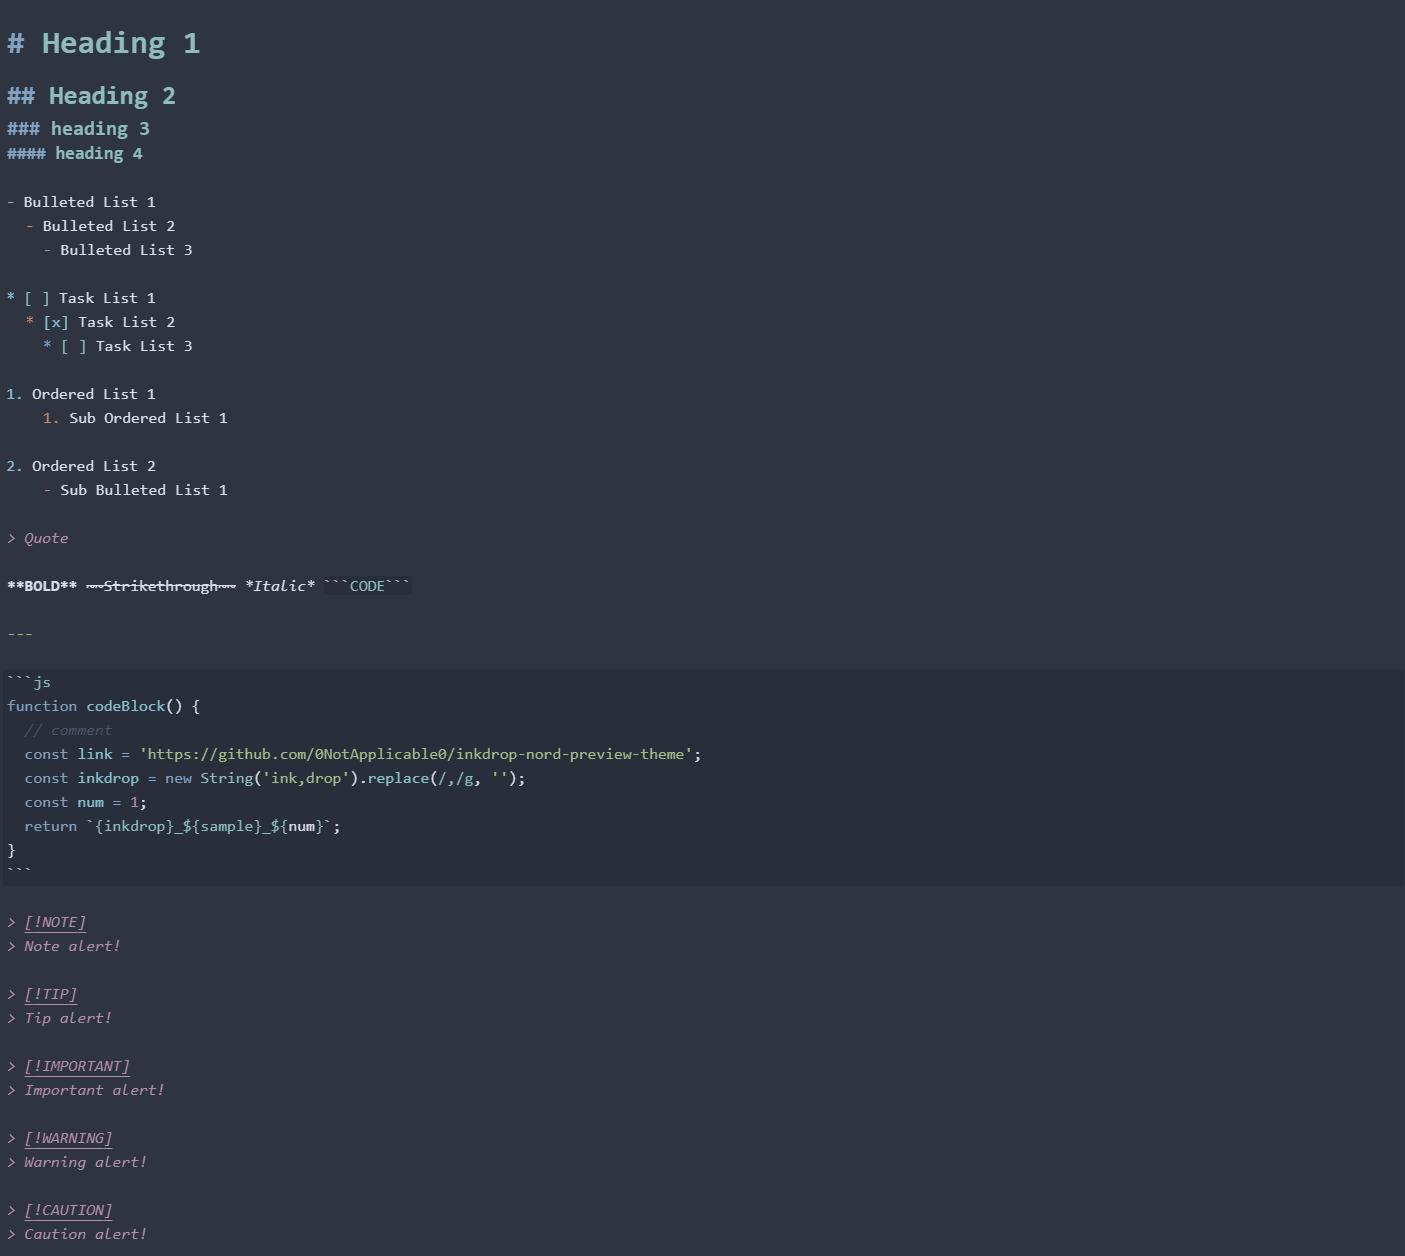 # Heading 1
## Heading 2
### heading 3
#### heading 4
- Bulleted List 1
  - Bulleted List 2
    - Bulleted List 3
* [ ] Task List 1
  * [x] Task List 2
    * [ ] Task List 3
1. Ordered List 1
    1. Sub Ordered List 1
2. Ordered List 2
    - Sub Bulleted List 1
> Quote
**BOLD** ~~Strikethrough~~ *Italic* ```CODE```
---
```js
function codeBlock() {
  // comment
  const link = 'https://github.com/0NotApplicable0/inkdrop-nord-preview-theme';
  const inkdrop = new String('ink,drop').replace(/,/g, '');
  const num = 1;
  return `{inkdrop}_${sample}_${num}`;
}
```
> [!NOTE]
> Note alert!
> [!TIP]
> Tip alert!
> [!IMPORTANT]
> Important alert!
> [!WARNING]
> Warning alert!
> [!CAUTION]
> Caution alert!